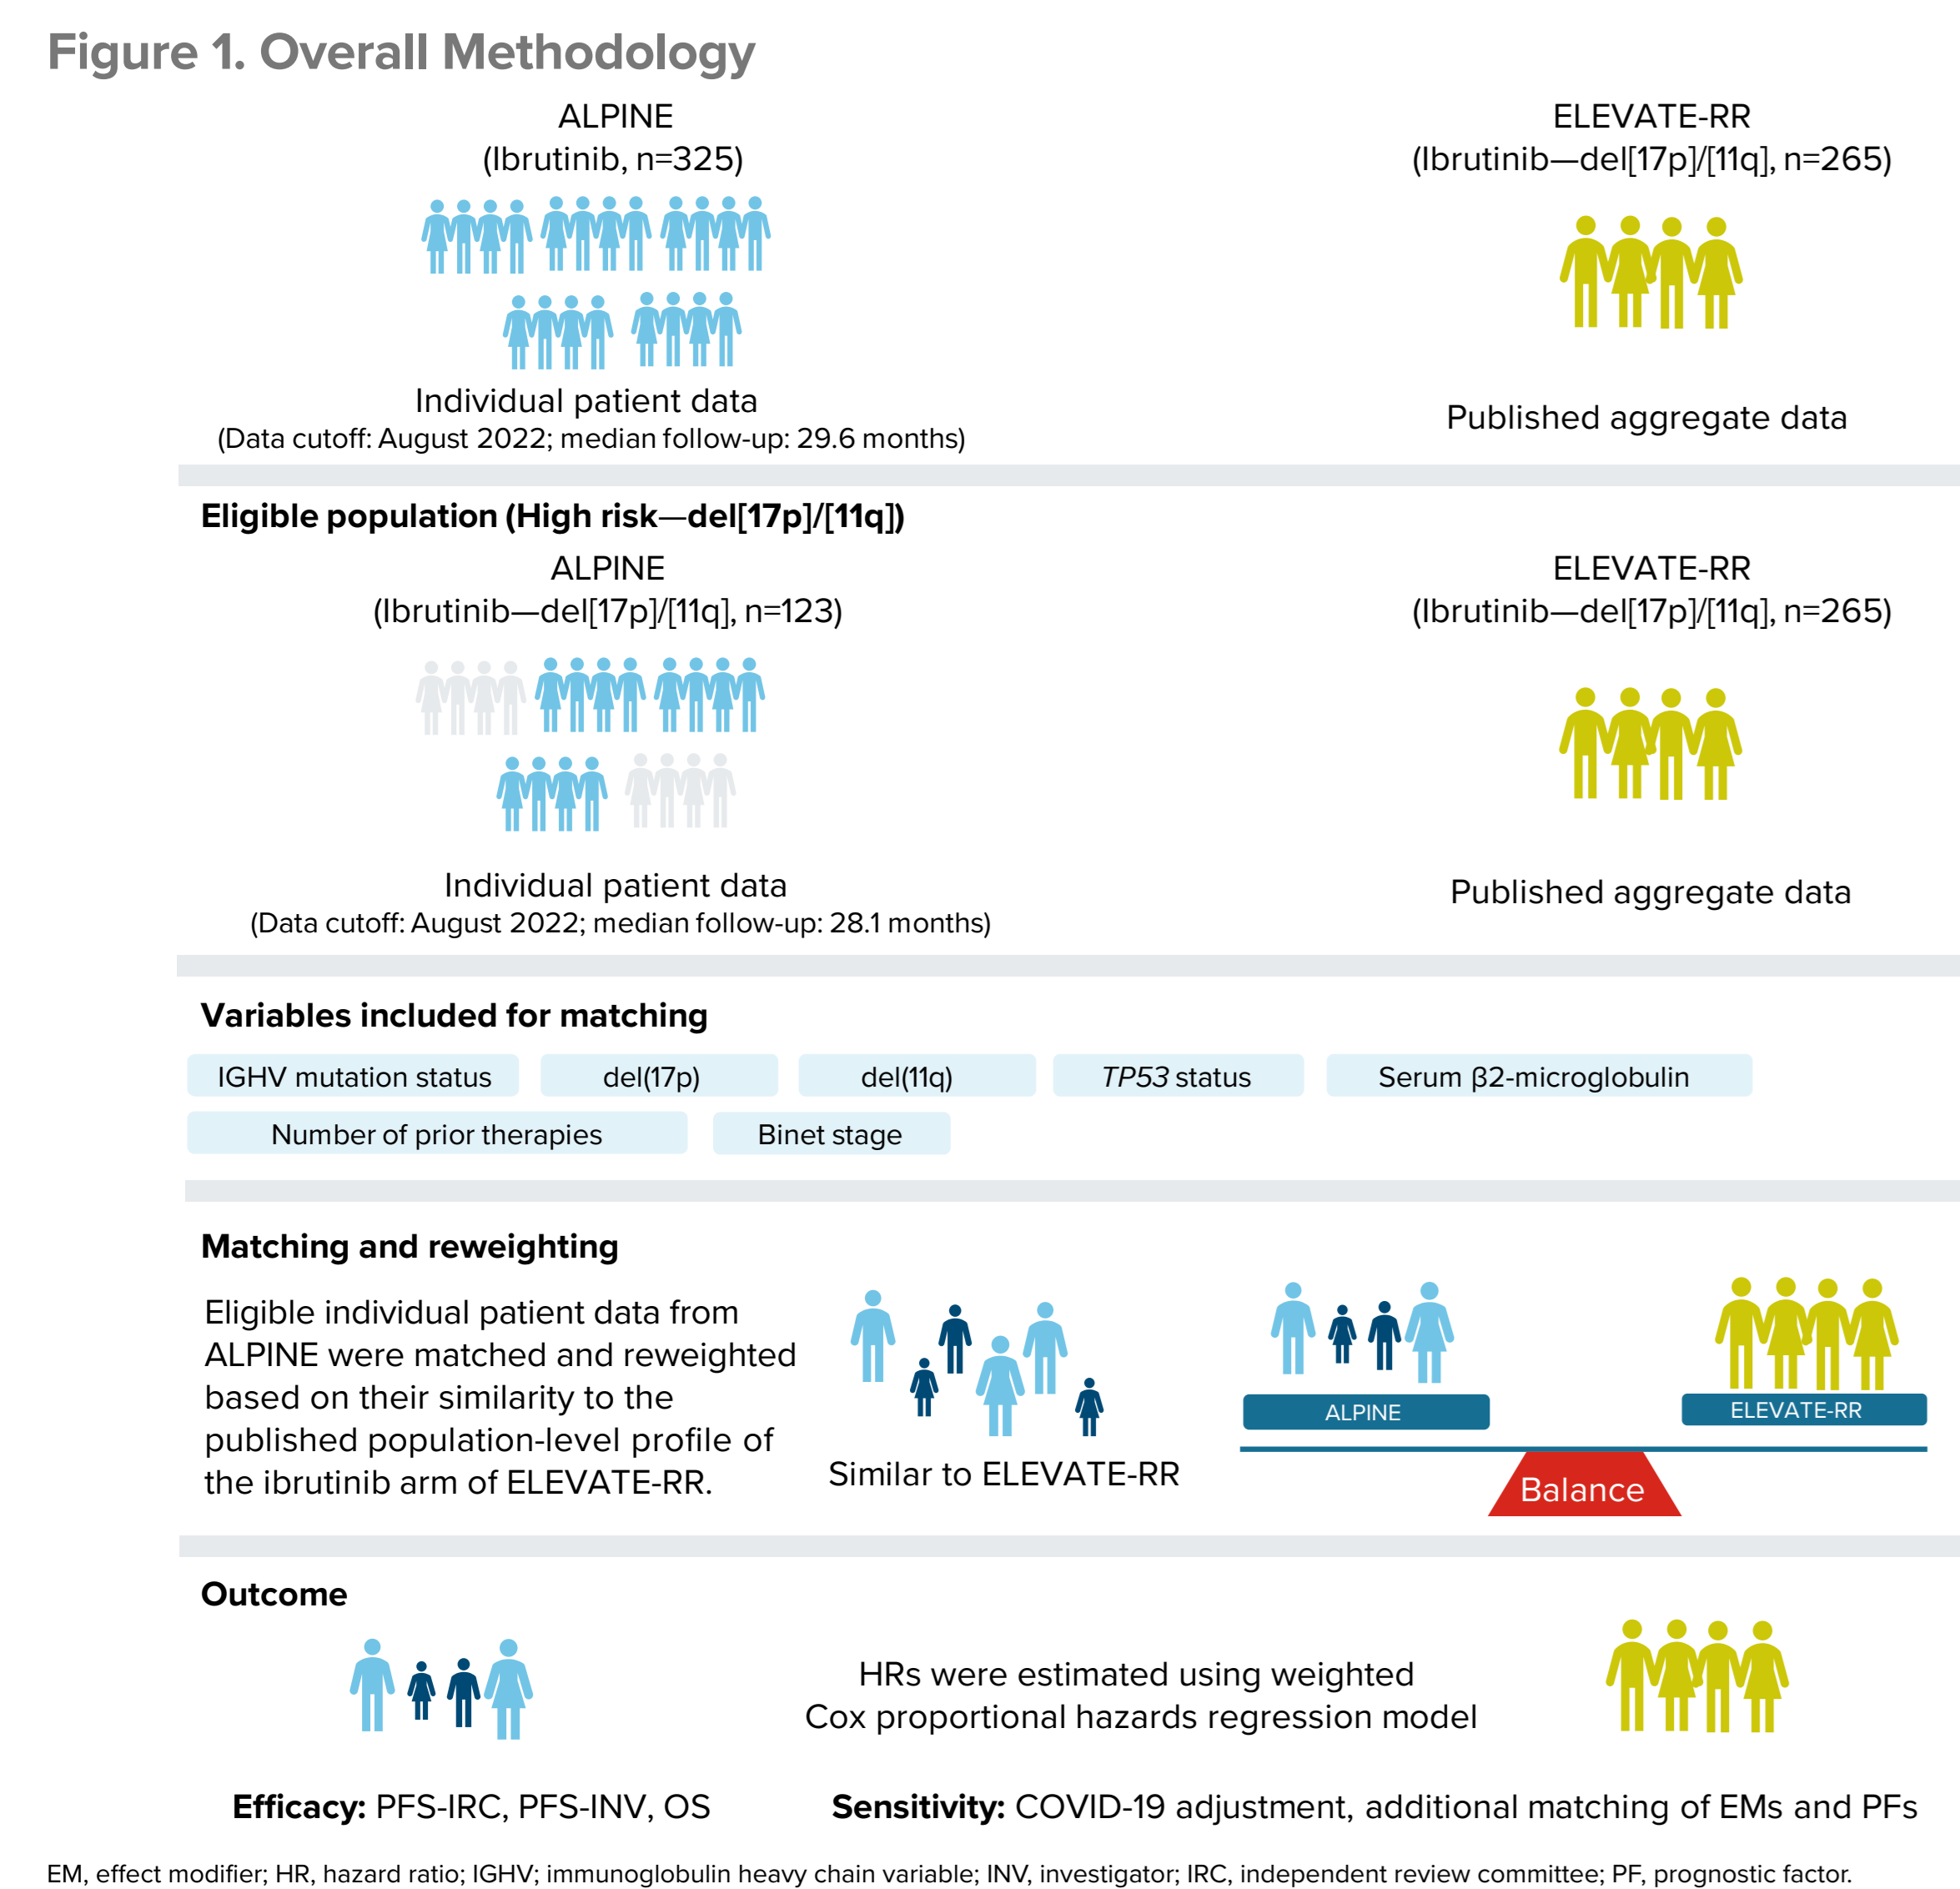 Figure 1. Overall Methodology
ALPINE
(Ibrutinib, n=325)
ELEVATE-RR
(Ibrutinib—del[17p]/[11q], n=265)
Individual patient data
(Data cutoff: August 2022; median follow-up: 29.6 months)
Published aggregate data
Eligible population (High risk—del[17p]/[11q])
ALPINE
(Ibrutinib—del[17p]/[11q], n=123)
ELEVATE-RR
(Ibrutinib—del[17p]/[11q], n=265)
Individual patient data
(Data cutoff: August 2022; median follow-up: 28.1 months)
Published aggregate data
Variables included for matching
IGHV mutation status
del(17p)
del(11q)
TP53 status
Serum β2-microglobulin
Number of prior therapies
Binet stage
Matching and reweighting
Eligible individual patient data from
ALPINE were matched and reweighted
based on their similarity to the
published population-level profile of
the ibrutinib arm of ELEVATE-RR.
Similar to ELEVATE-RR
ALPINE
ELEVATE-RR
Balance
Outcome
HRs were estimated using weighted
Cox proportional hazards regression model
Efficacy: PFS-IRC, PFS-INV, OS
Sensitivity: COVID-19 adjustment, additional matching of EMs and PFs
EM, effect modifier; HR, hazard ratio; IGHV; immunoglobulin heavy chain variable; INV, investigator; IRC, independent review committee; PF, prognostic factor.